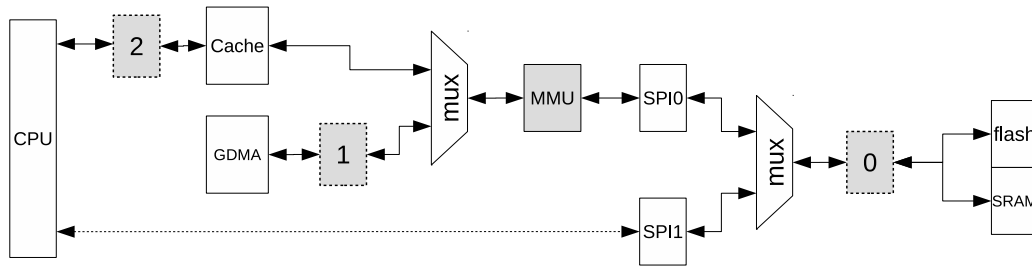 CPU
2
Cache
GDMA
1
mux
MMU
SPI0
SPI1
mux
0
flash
SRAM